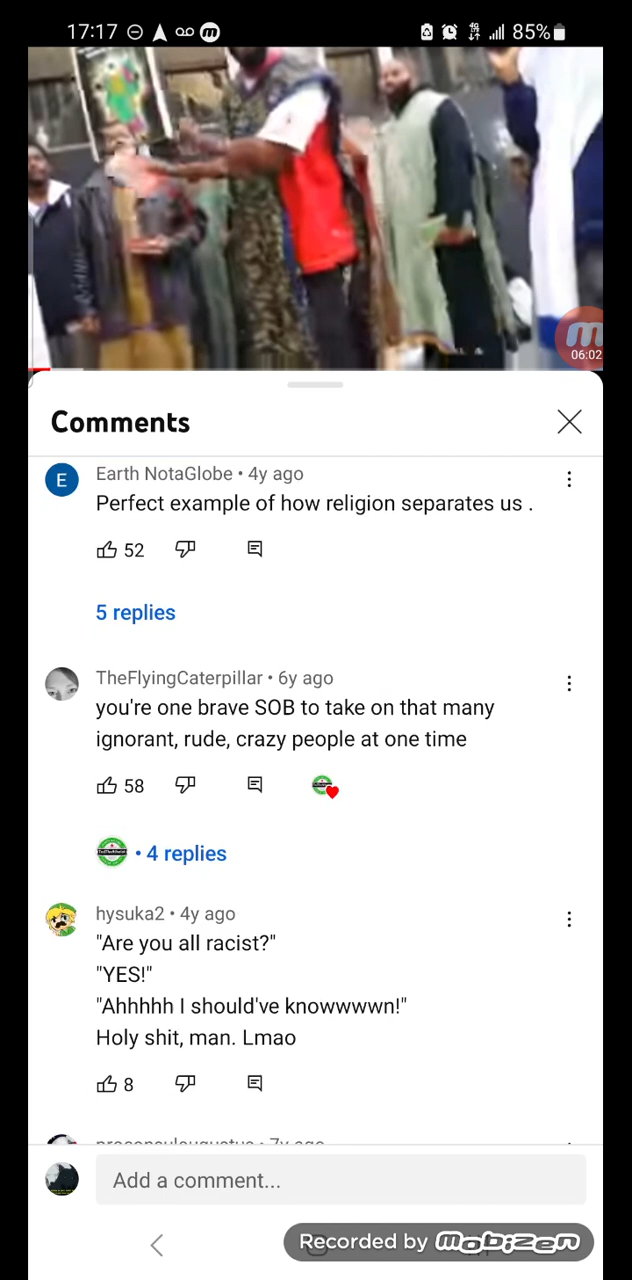 17:17
85%
06:02
Comments
E
Earth NotaGlobe • 4y ago
Perfect example of how religion separates us .
52
5 replies
TheFlyingCaterpillar • 6y ago
you're one brave SOB to take on that many
ignorant, rude, crazy people at one time
58
• 4 replies
hysuka2 • 4y ago
"Are you all racist?"
"YES!"
"Ahhhhh I should've knowwwwn!"
Holy shit, man. Lmao
8
Add a comment...
Recorded by mobizen